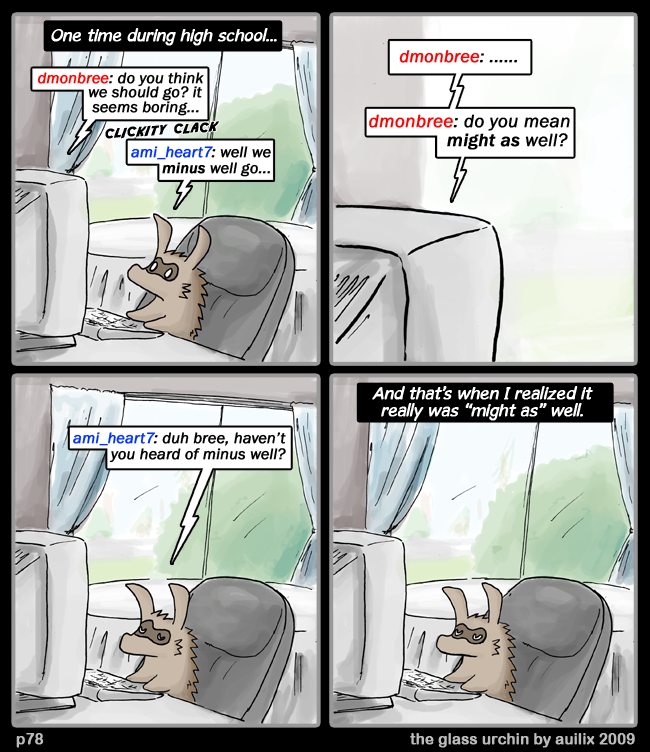 One time during high school...
dmonbree: do you think
we should go? it
seems boring...
CLICKITY CLACK
ami_heart7: well we
minus well go...
dmonbree: ......
dmonbree: do you mean
might as well?
ami_heart7: duh bree, haven't
you heard of minus well?
And that's when I realized it
really was “might as” well.
p78
the glass urchin by auilix 2009